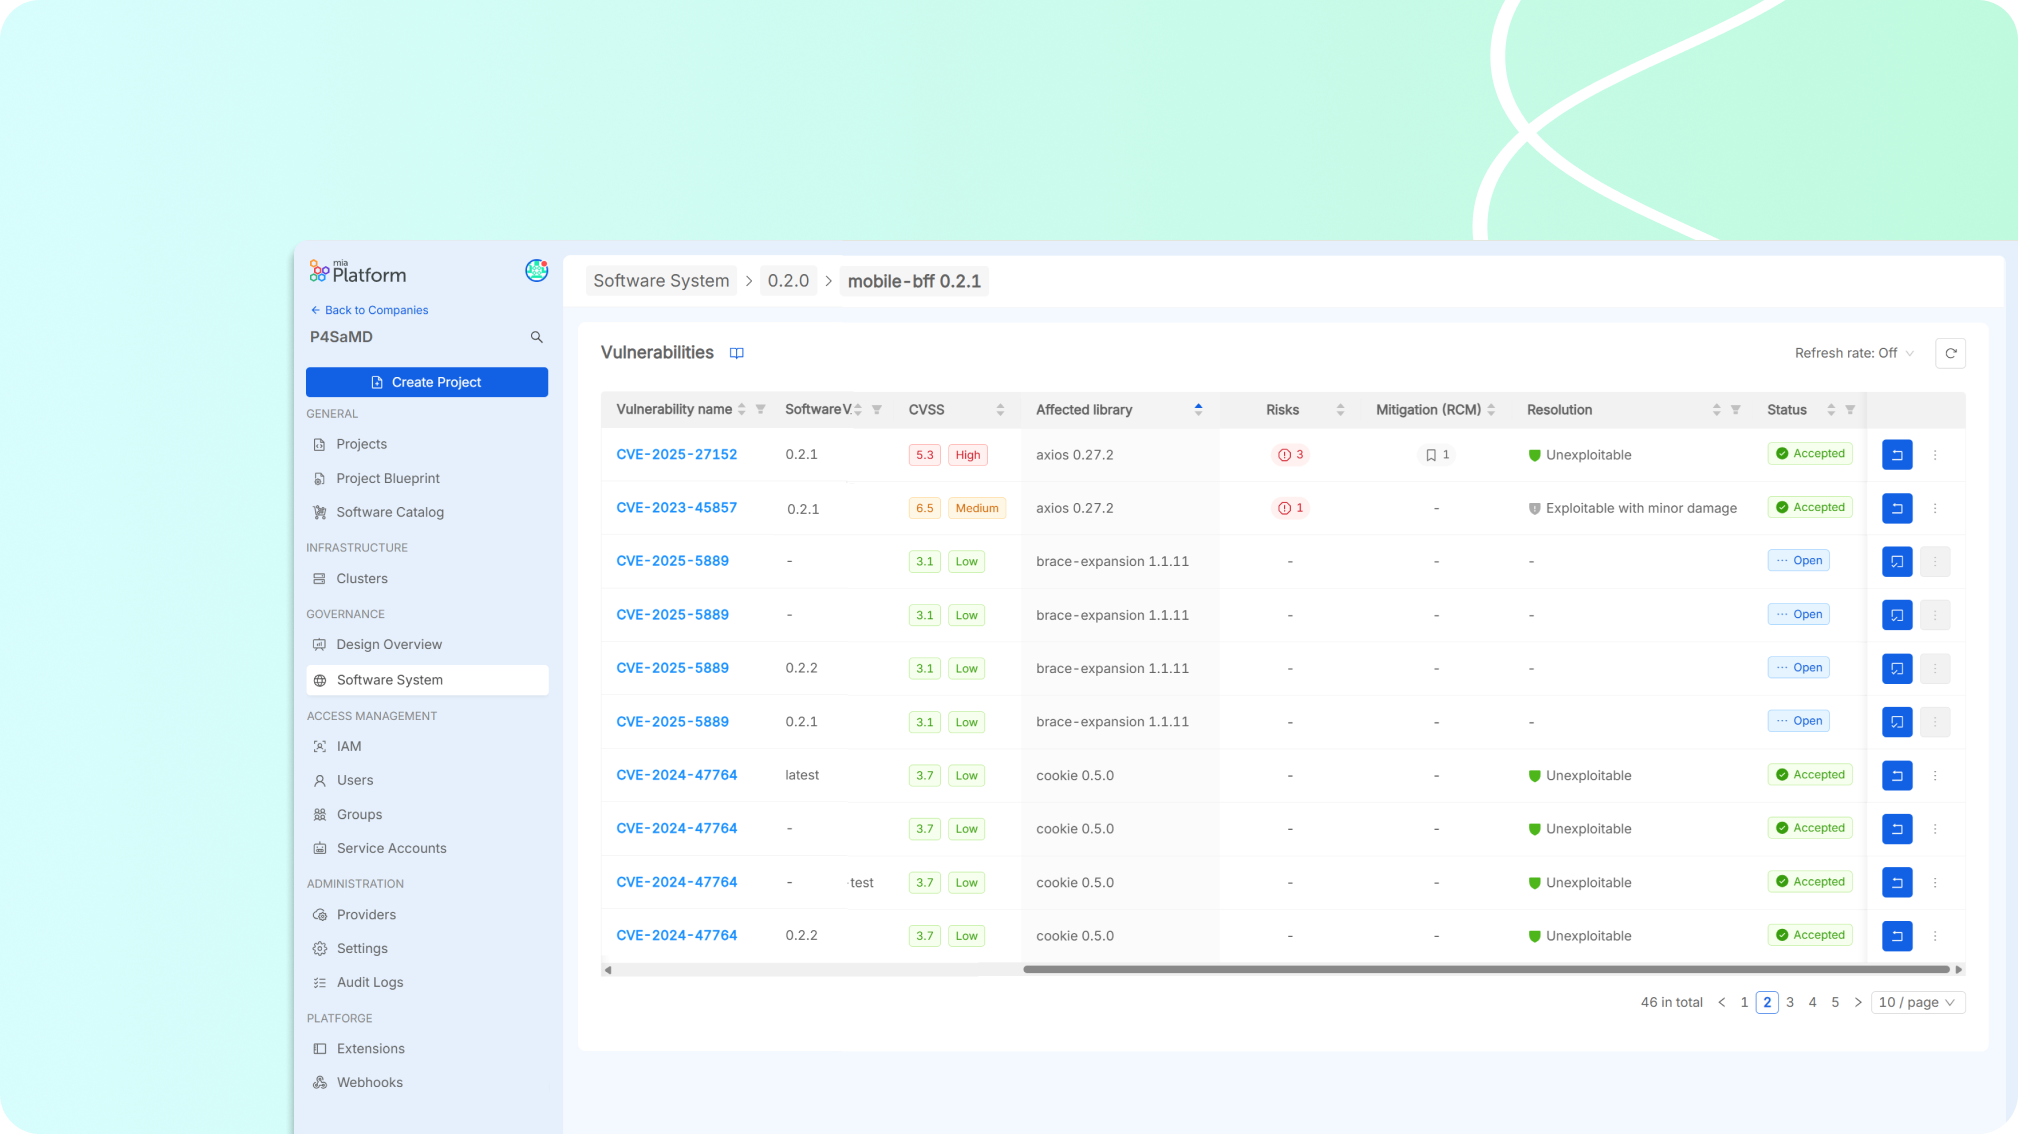 mia
Platform
Back to Companies
P4SaMD
Create Project
GENERAL
Projects
Project Blueprint
Software Catalog
INFRASTRUCTURE
Clusters
GOVERNANCE
Design Overview
Software System
ACCESS MANAGEMENT
IAM
Users
Groups
Service Accounts
ADMINISTRATION
Providers
Settings
Audit Logs
PLATFORGE
Extensions
Webhooks
Software System > 0.2.0 > mobile-bff 0.2.1
Vulnerabilities
Refresh rate: Off
Vulnerability name Software V. CVSS Affected library Risks Mitigation (RCM) Resolution Status
CVE-2025-27152 0.2.1 5.3 High axios 0.27.2 3 1 Unexploitable Accepted
CVE-2023-45857 0.2.1 6.5 Medium axios 0.27.2 1 - Exploitable with minor damage Accepted
CVE-2025-5889 - 3.1 Low brace-expansion 1.1.11 - - - Open
CVE-2025-5889 - 3.1 Low brace-expansion 1.1.11 - - - Open
CVE-2025-5889 0.2.2 3.1 Low brace-expansion 1.1.11 - - - Open
CVE-2025-5889 0.2.1 3.1 Low brace-expansion 1.1.11 - - - Open
CVE-2024-47764 latest 3.7 Low cookie 0.5.0 - - Unexploitable Accepted
CVE-2024-47764 - 3.7 Low cookie 0.5.0 - - Unexploitable Accepted
CVE-2024-47764 - test 3.7 Low cookie 0.5.0 - - Unexploitable Accepted
CVE-2024-47764 0.2.2 3.7 Low cookie 0.5.0 - - Unexploitable Accepted
46 in total < 1 2 3 4 5 > 10 / page